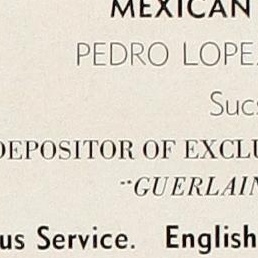 MEXICAN
PEDRO LOPE
Sucs
DEPOSITOR OF EXCLU
"GUERLAIN
us Service. English